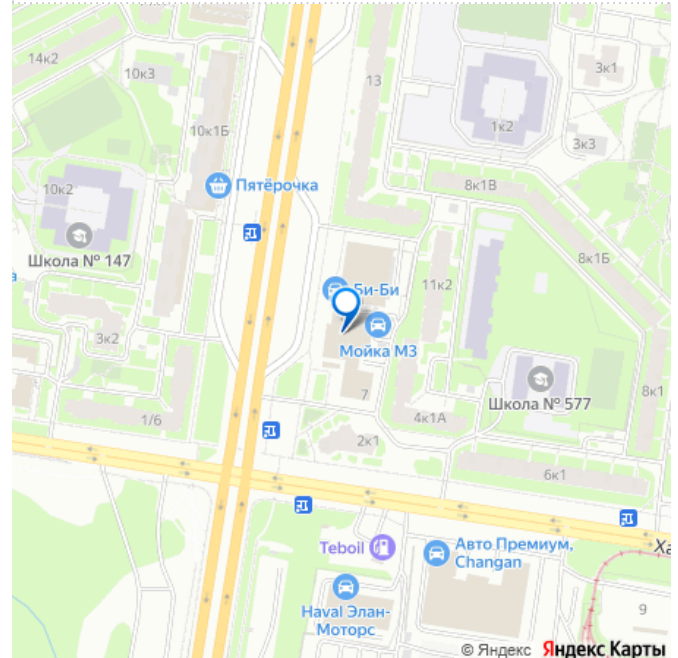 14к2
10к3
13
3к1
1к2
10к1Б
3к3
Пятёрочка
10к2
8к1В
Школа № 147
8к1Б
а
Би-Би
11к2
3к2
Мойка М3
Школа № 577
7
8к1
1/6
4к1А
2к1
6к1
Teboil
Авто Премиум,
Changan
Ха
Haval Элан-
Моторс
9
© Яндекс Яндекс Карты